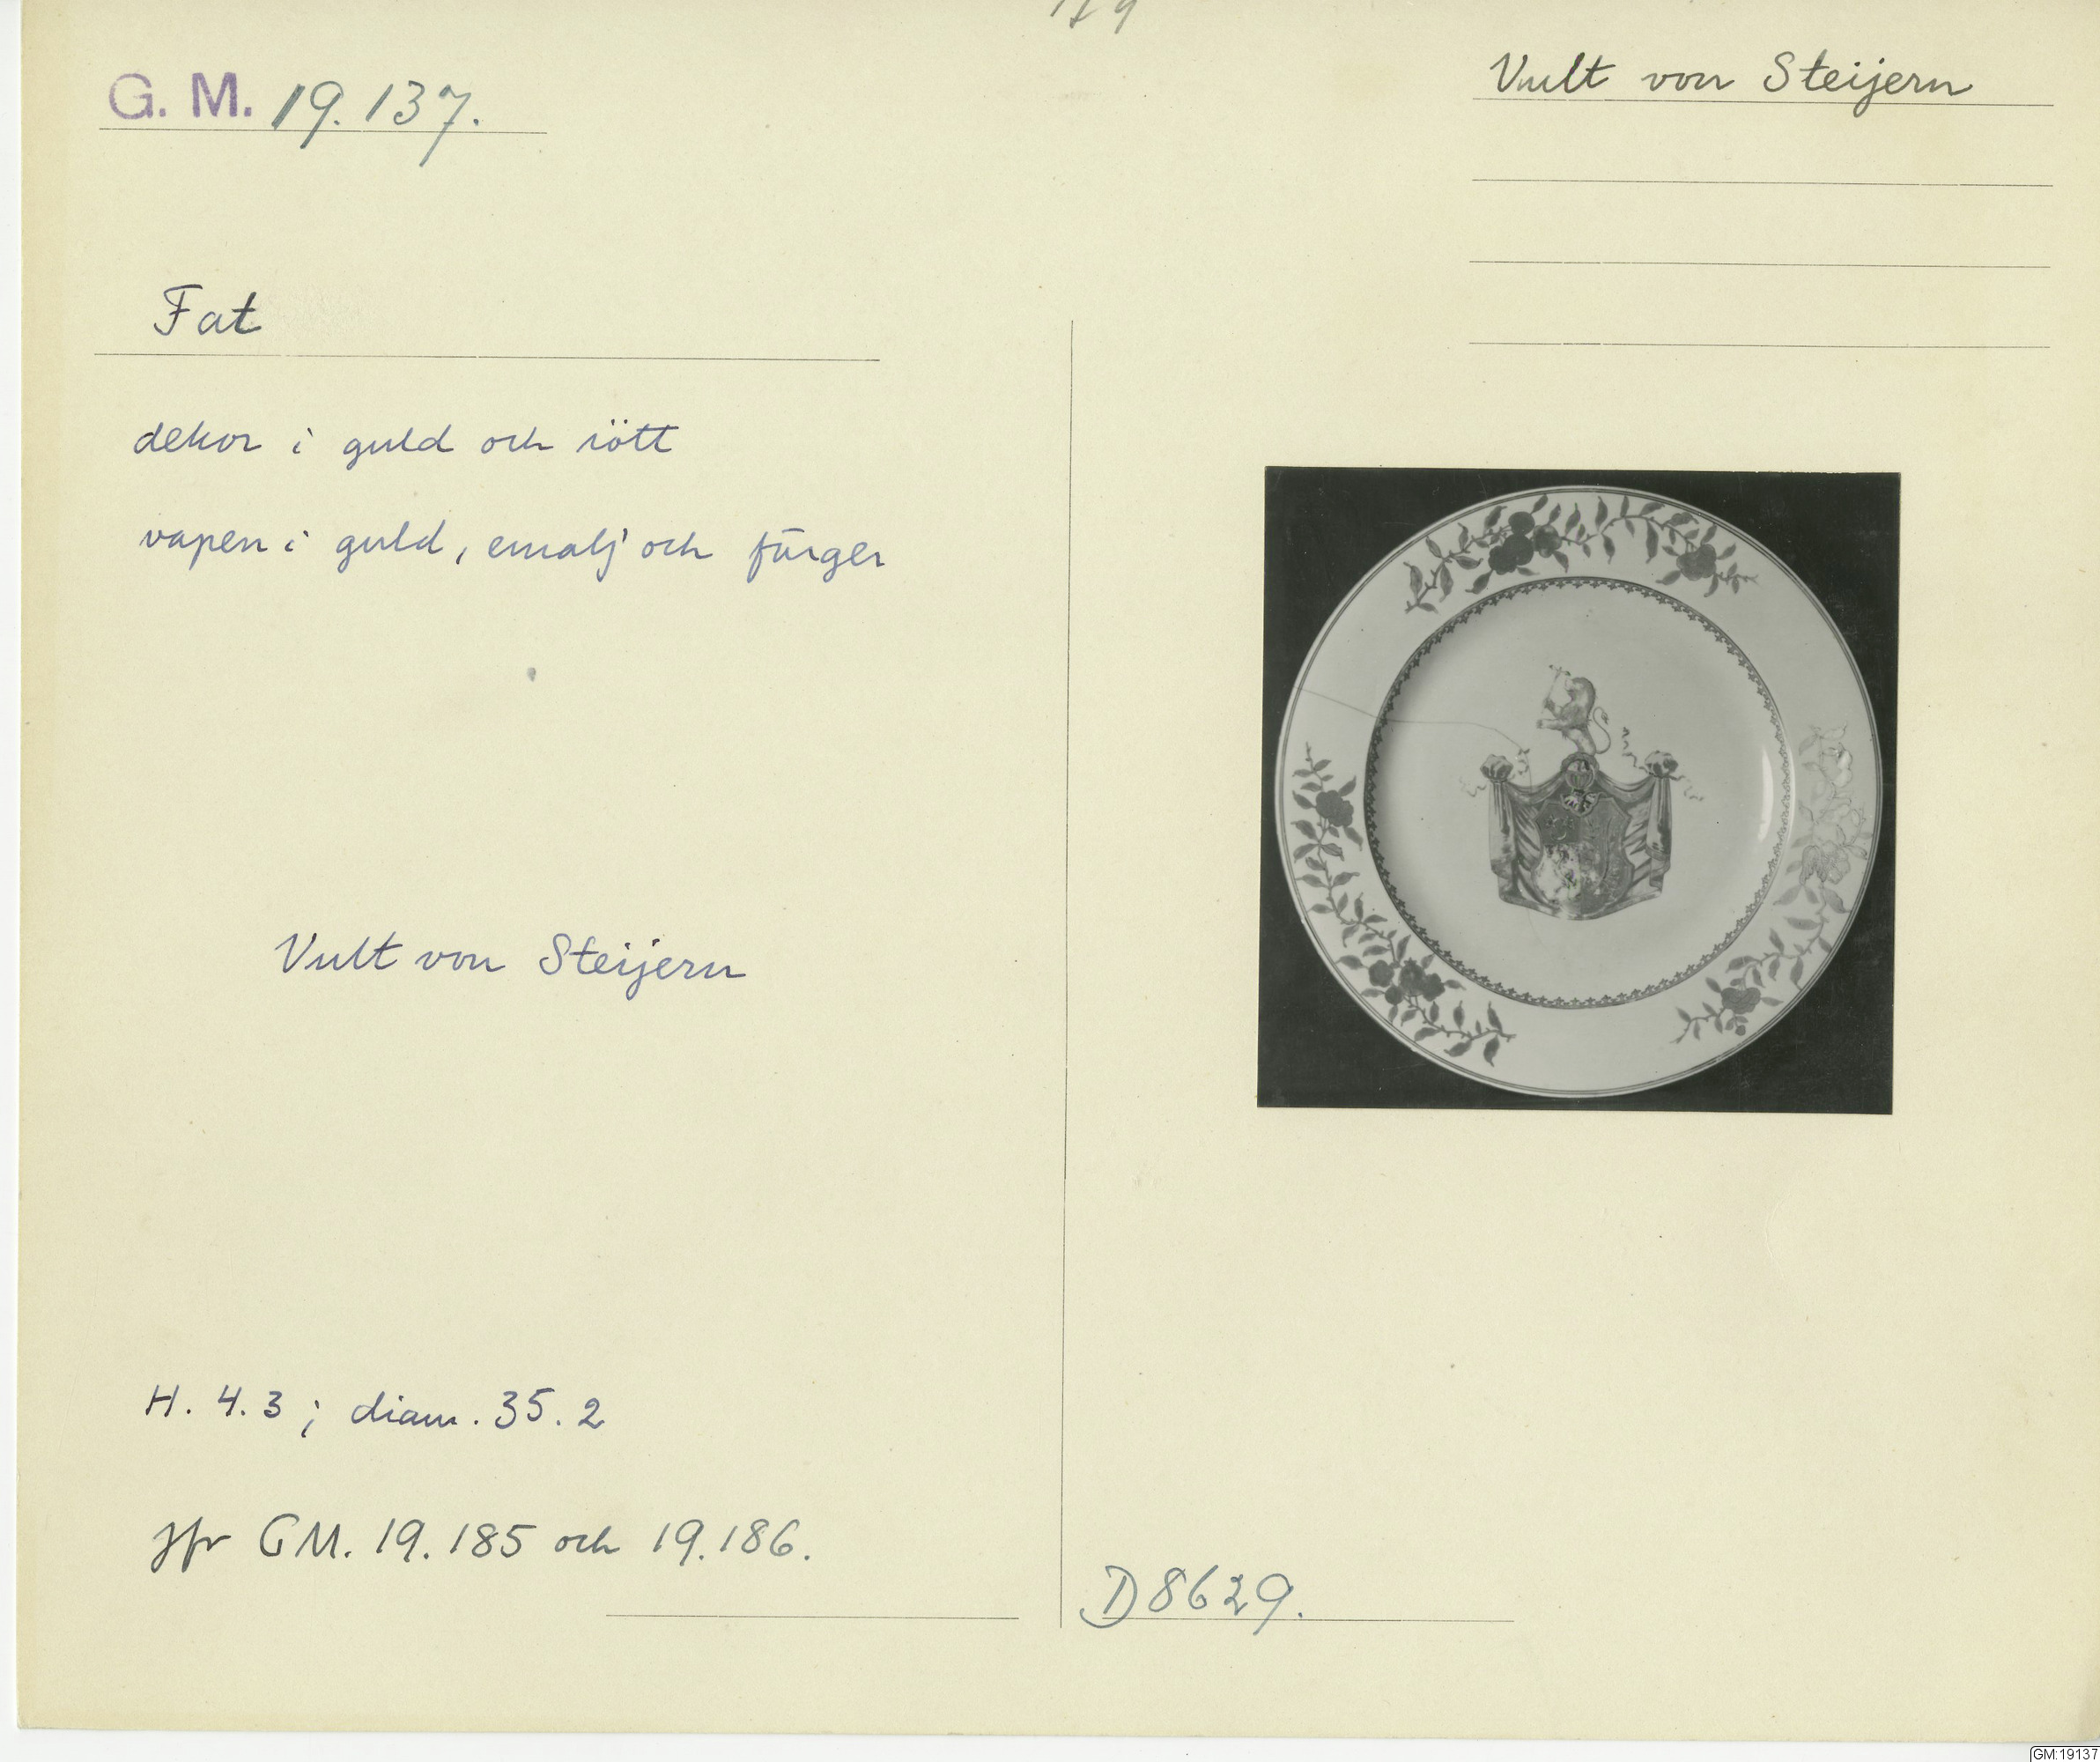 G. M. 19.137.
Vult von Steijern
Fat
dekor i guld och rött
vapen i guld, emalj och färger
Vult von Steijern
H. 4.3 ; diam. 35.2
Jfr GM. 19.185 och 19.186.
D 8629.
GM:19137